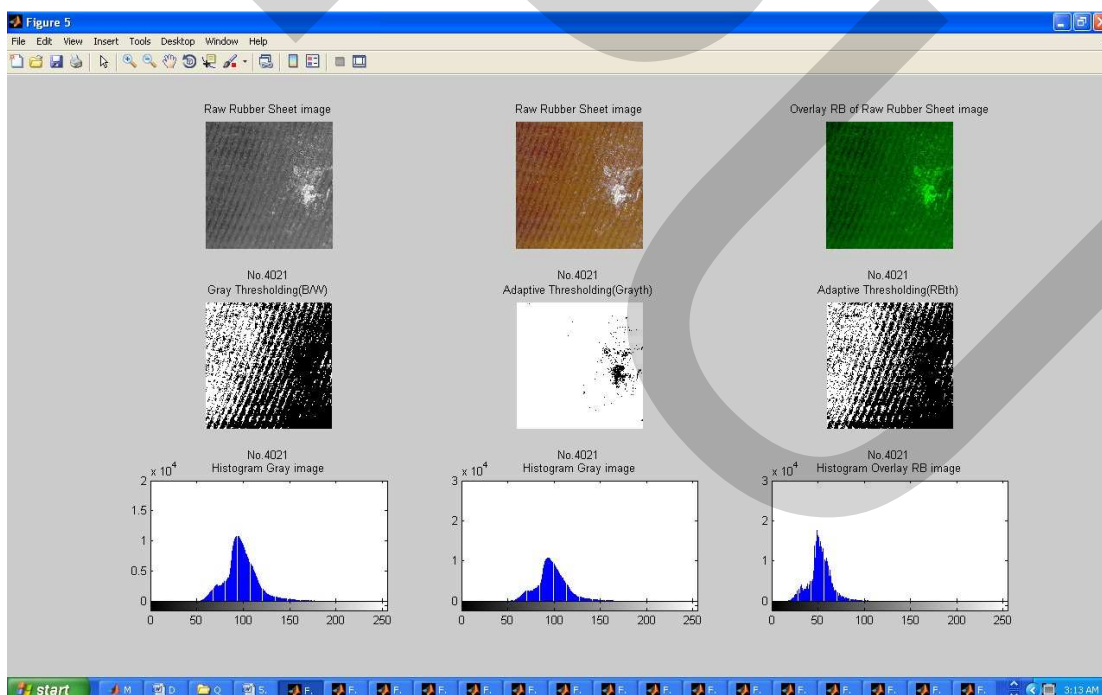 Figure 5
File Edit View Insert Tools Desktop Window Help
Raw Rubber Sheet image
Raw Rubber Sheet image
Overlay RB of Raw Rubber Sheet image
No.4021
Gray Thresholding(B/W)
No.4021
Adaptive Thresholding(Grayth)
No.4021
Adaptive Thresholding(RBth)
No.4021
Histogram Gray image
x 10^4
2
1.5
1
0.5
0
0 50 100 150 200 250
No.4021
Histogram Gray image
x 10^4
3
2
1
0
0 50 100 150 200 250
No.4021
Histogram Overlay RB image
x 10^4
3
2
1
0
0 50 100 150 200 250
start M D Q S. F. F. F. F. F. F. F. F. F. F. F. 3:13 AM